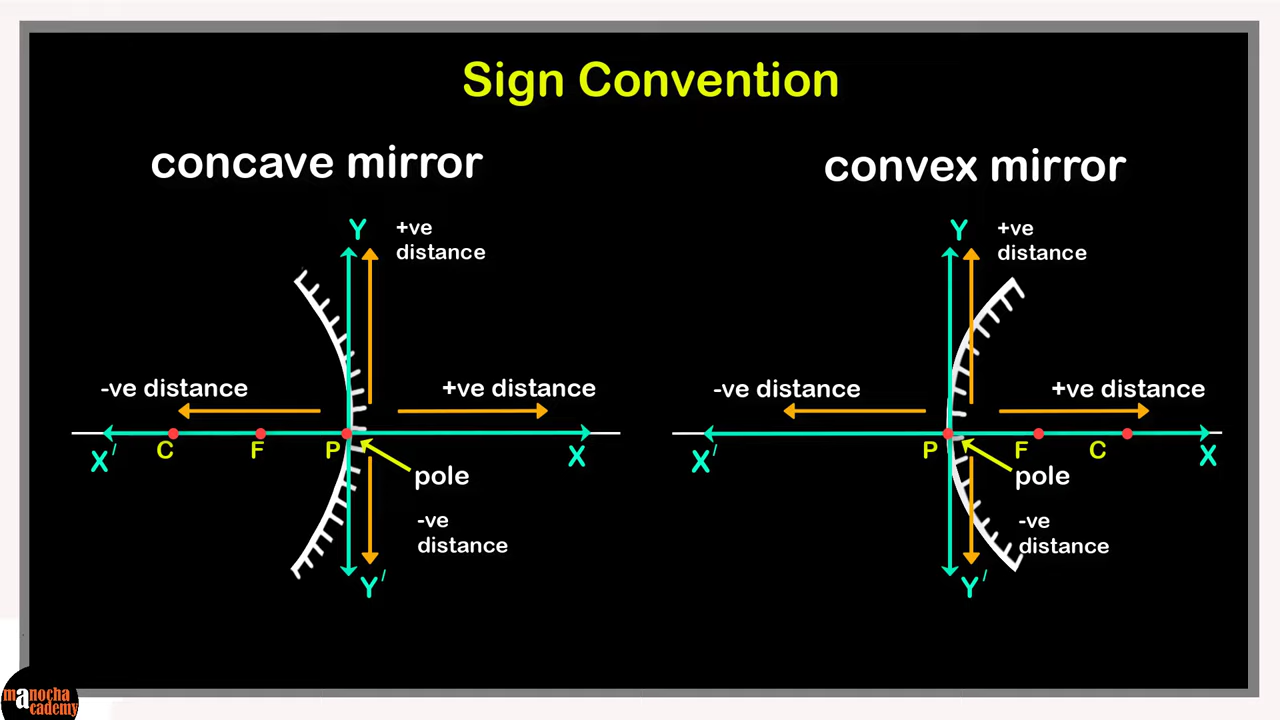 Sign Convention
concave mirror
convex mirror
Y
+ve
distance
-ve distance
+ve distance
X'
C
F
P
X
pole
-ve
distance
Y'
Y
+ve
distance
-ve distance
+ve distance
X'
P
F
C
X
pole
-ve
distance
Y'
manocha
academy